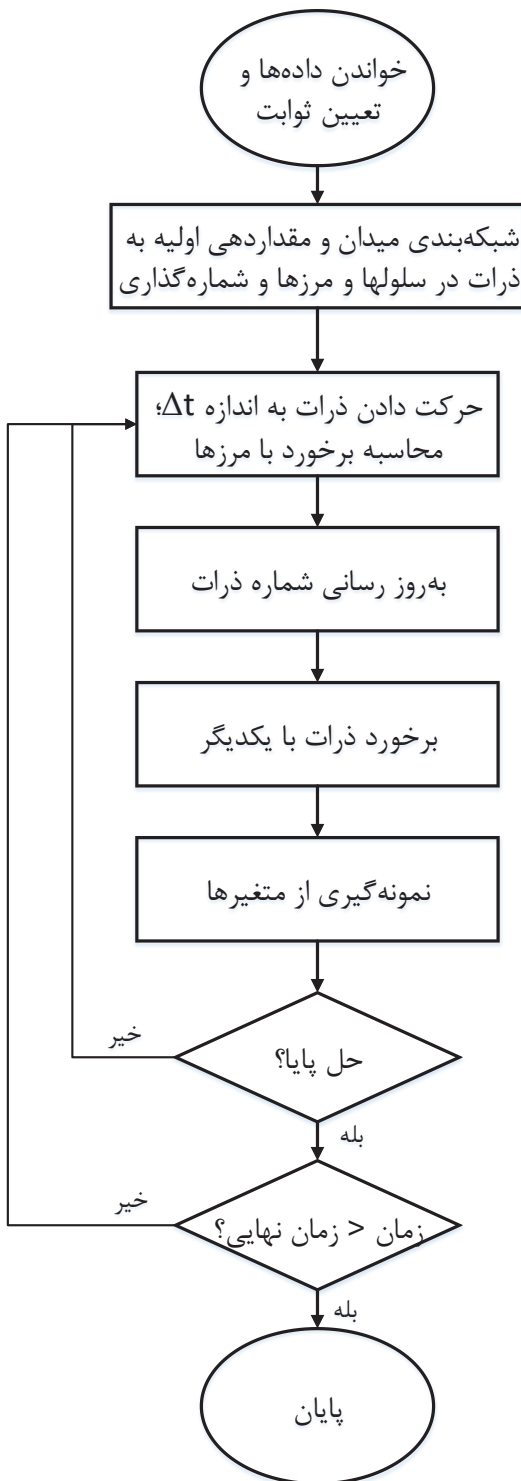 خواندن داده‌ها و
تعیین ثوابت
شبکه‌بندی میدان و مقداردهی اولیه به
ذرات در سلولها و مرزها و شماره‌گذاری
حرکت دادن ذرات به اندازه Δt؛
محاسبه برخورد با مرزها
به‌روز رسانی شماره ذرات
برخورد ذرات با یکدیگر
نمونه‌گیری از متغیرها
حل پایا؟
خیر
بله
زمان > زمان نهایی؟
خیر
بله
پایان